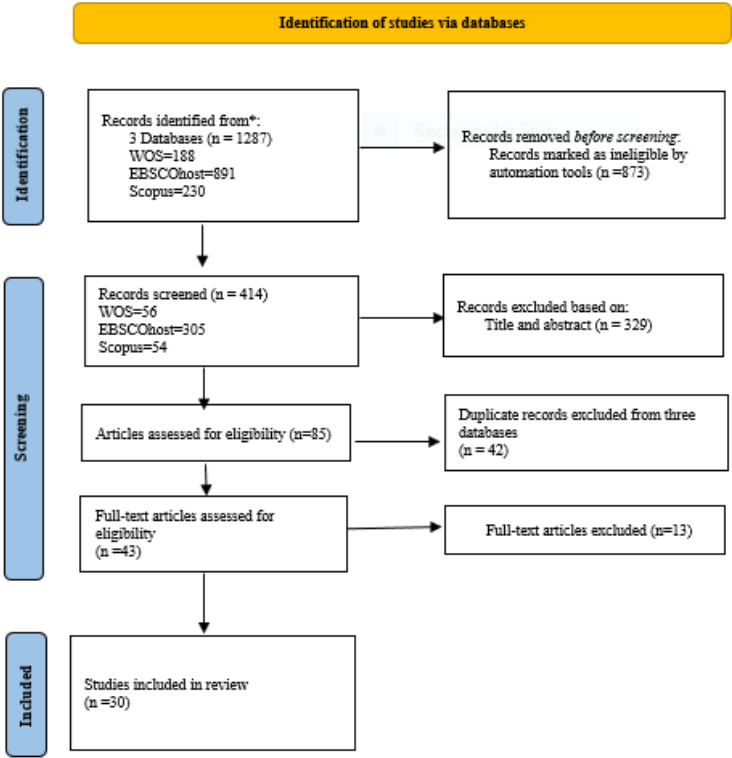 Identification of studies via databases
Identification
Records identified from*:
3 Databases (n = 1287)
WOS=188
EBSCOhost=891
Scopus=230
Records removed before screening:
Records marked as ineligible by
automation tools (n =873)
Screening
Records screened (n = 414)
WOS=56
EBSCOhost=305
Scopus=54
Records excluded based on:
Title and abstract (n = 329)
Articles assessed for eligibility (n=85)
Duplicate records excluded from three
databases
(n = 42)
Full-text articles assessed for
eligibility
(n =43)
Full-text articles excluded (n=13)
Included
Studies included in review
(n =30)